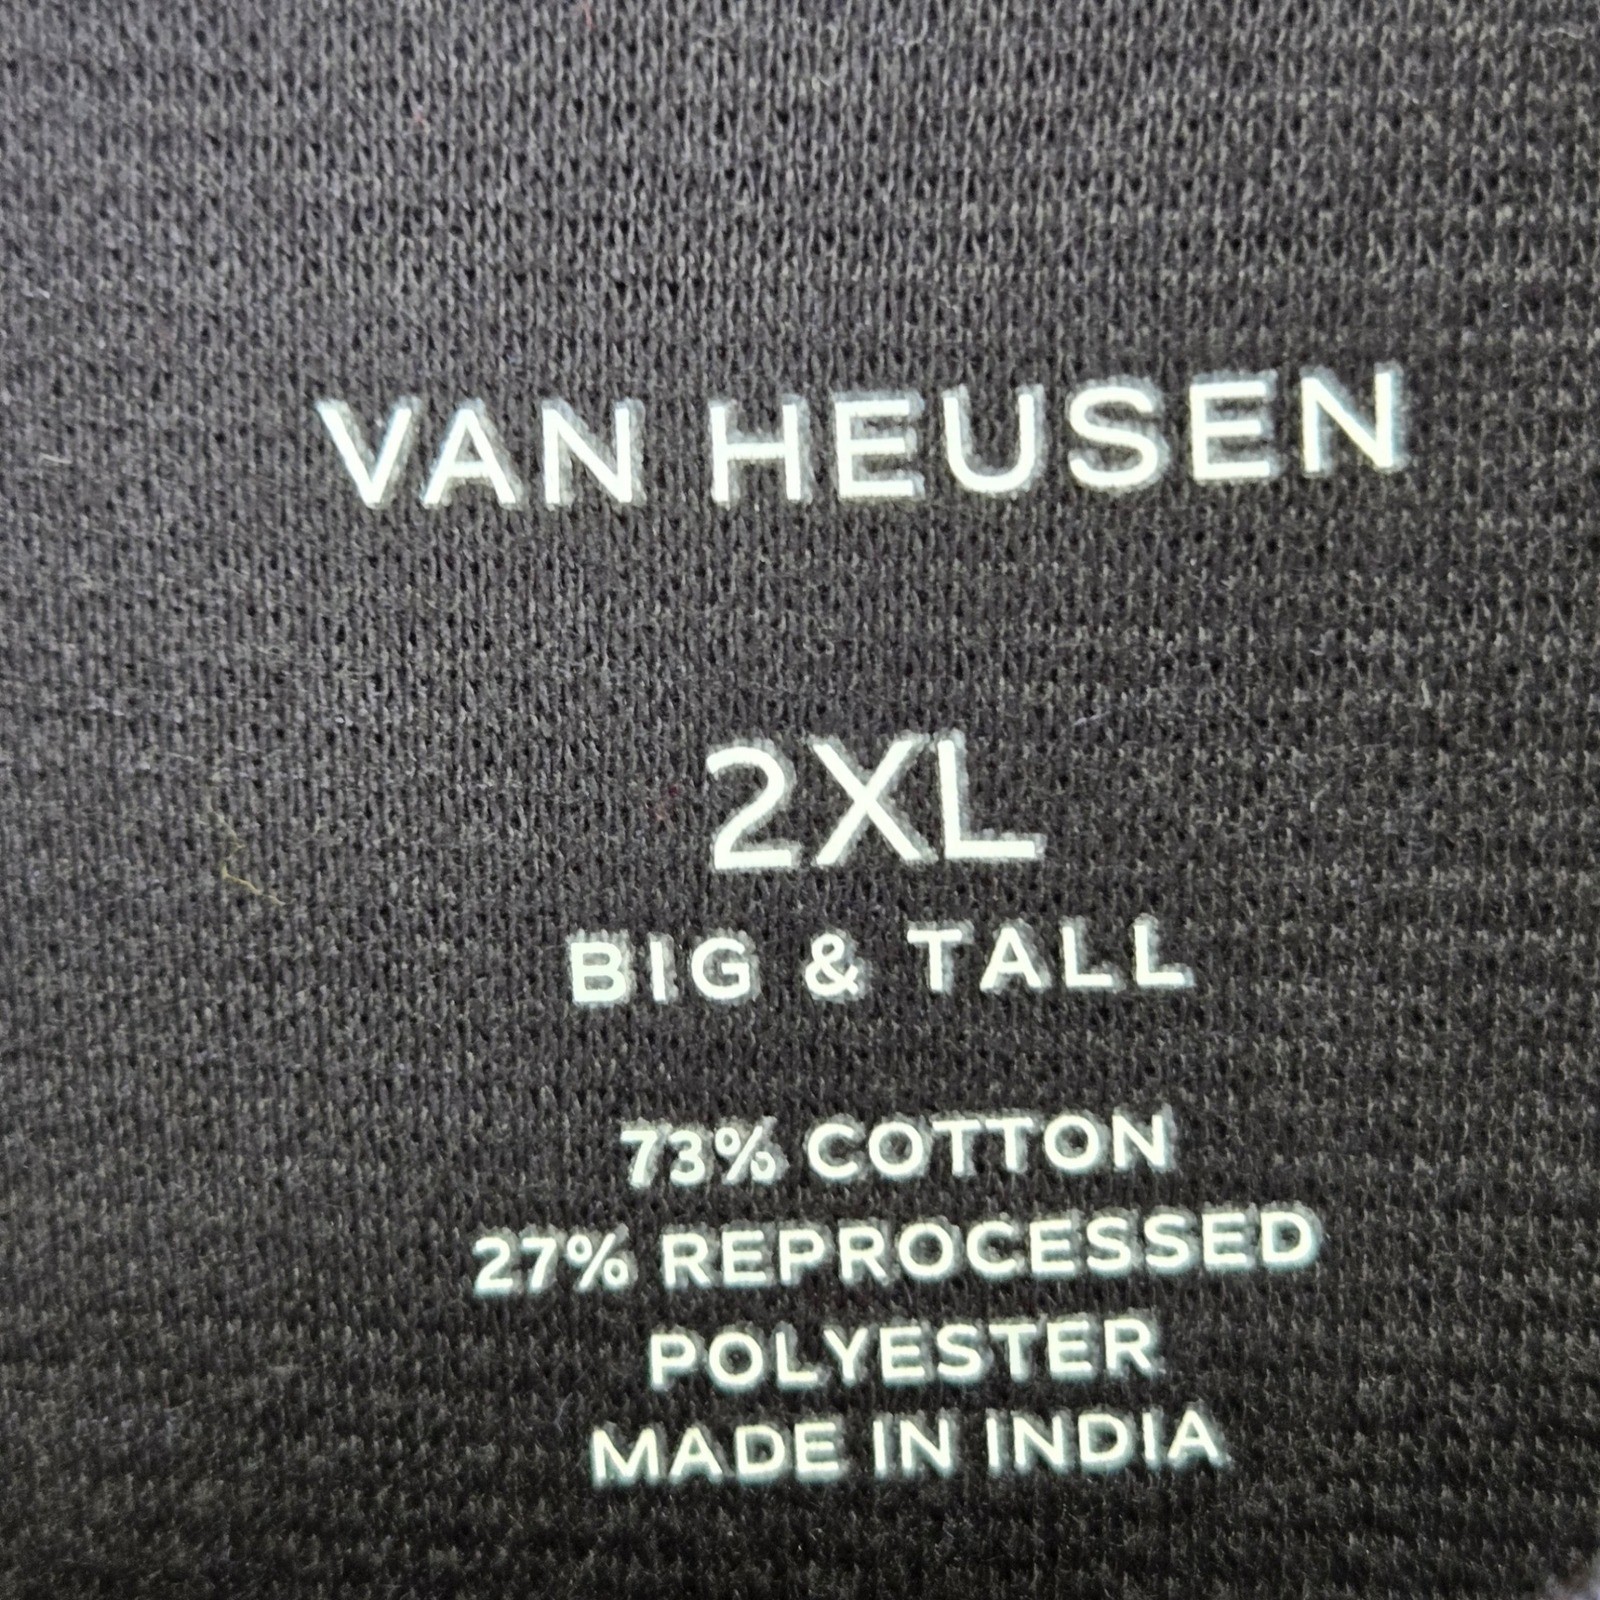 VAN HEUSEN
2XL
BIG & TALL
73% COTTON
27% REPROCESSED
POLYESTER
MADE IN INDIA